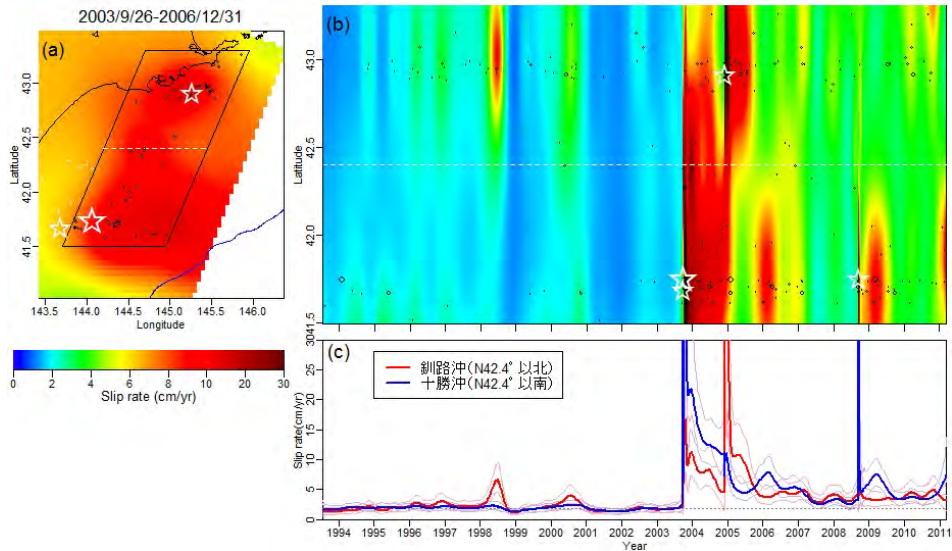 2003/9/26-2006/12/31
(a)
43.0
42.5
42.0
41.5
Latitude
143.5 144.0 144.5 145.0 145.5 146.0
Longitude
0 2 4 6 8 10 20 30
Slip rate (cm/yr)
(b)
43.0
42.5
42.0
41.5
Latitude
(c)
釧路沖(N42.4°以北)
十勝沖(N42.4°以南)
30
25
20
15
10
5
0
Slip rate(cm/yr)
1994 1995 1996 1997 1998 1999 2000 2001 2002 2003 2004 2005 2006 2007 2008 2009 2010 2011
Year